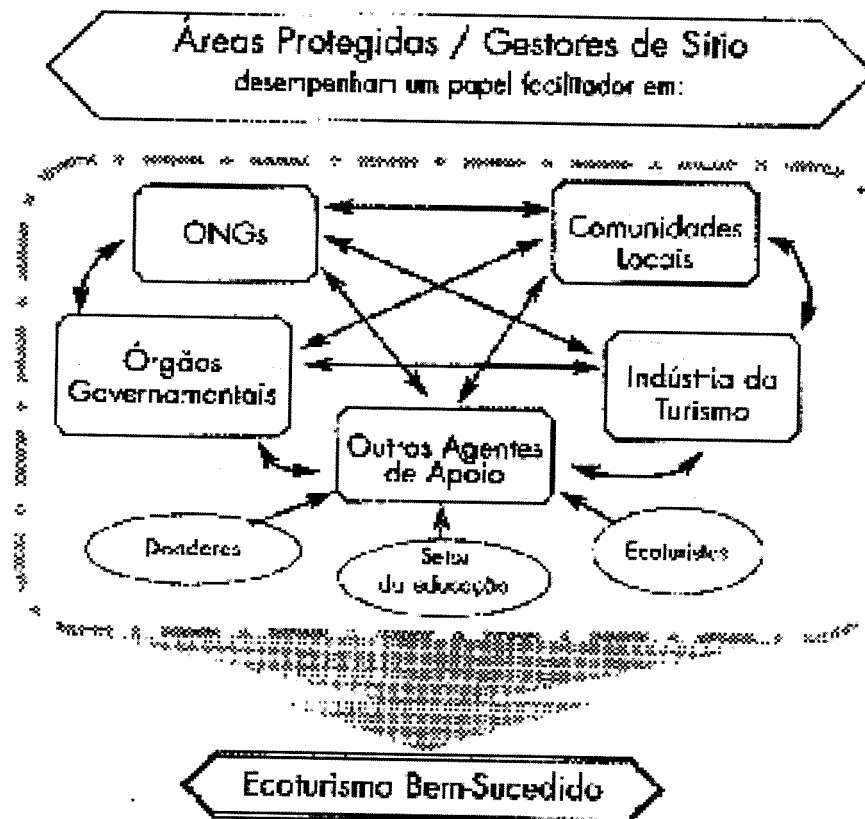 Áreas Protegidas / Gestores de Sítio
desempenham um papel facilitador em:
ONGs
Comunidades
Locais
Órgãos
Governamentais
Indústria do
Turismo
Outros Agentes
de Apoio
Doadores
Setor
da educação
Ecoturistas
Ecoturismo Bem-Sucedido